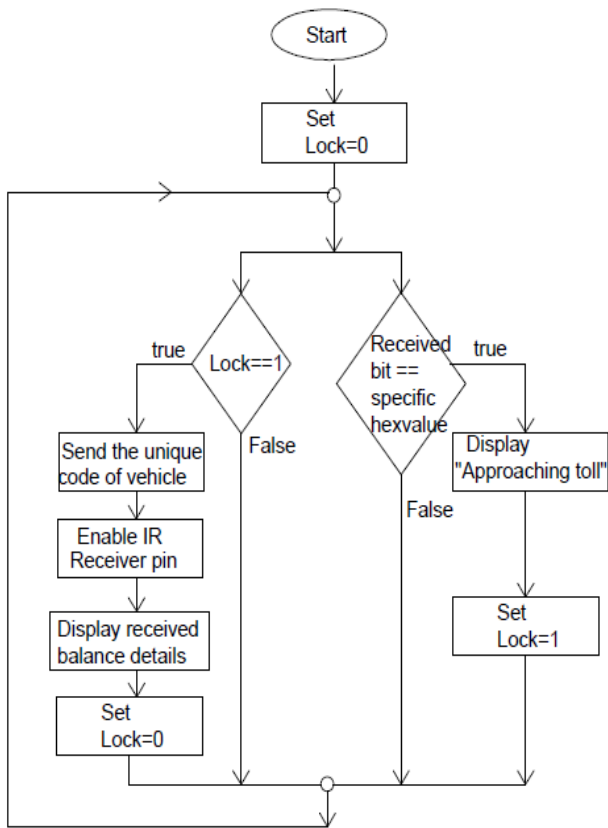 Start
Set
Lock=0
Lock==1
true
False
Send the unique
code of vehicle
Enable IR
Receiver pin
Display received
balance details
Set
Lock=0
Received
bit ==
specific
hexvalue
true
False
Display
"Approaching toll"
Set
Lock=1